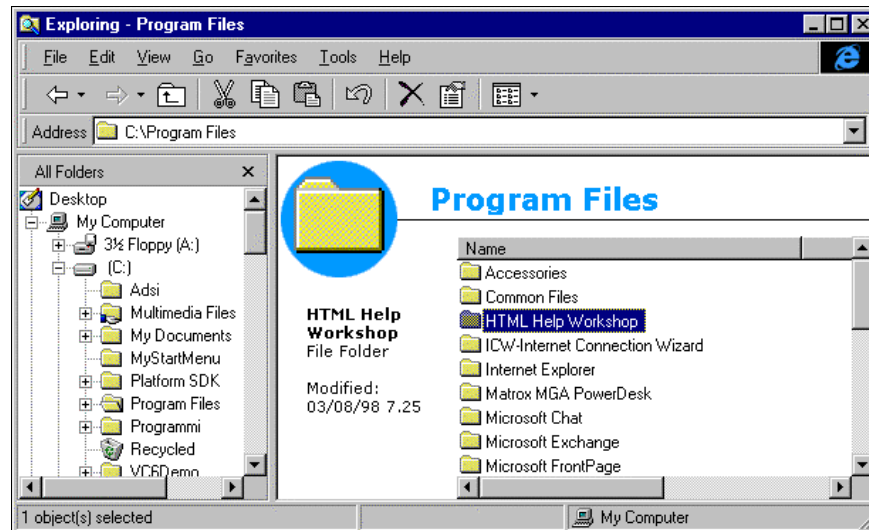 Exploring - Program Files
File Edit View Go Favorites Tools Help
Address C:\Program Files
All Folders
Desktop
My Computer
3½ Floppy (A:)
(C:)
Adsi
Multimedia Files
My Documents
MyStartMenu
Platform SDK
Program Files
Programmi
Recycled
VC6Demo
Program Files
HTML Help
Workshop
File Folder
Modified:
03/08/98 7.25
Name
Accessories
Common Files
HTML Help Workshop
ICW-Internet Connection Wizard
Internet Explorer
Matrox MGA PowerDesk
Microsoft Chat
Microsoft Exchange
Microsoft FrontPage
1 object(s) selected
My Computer